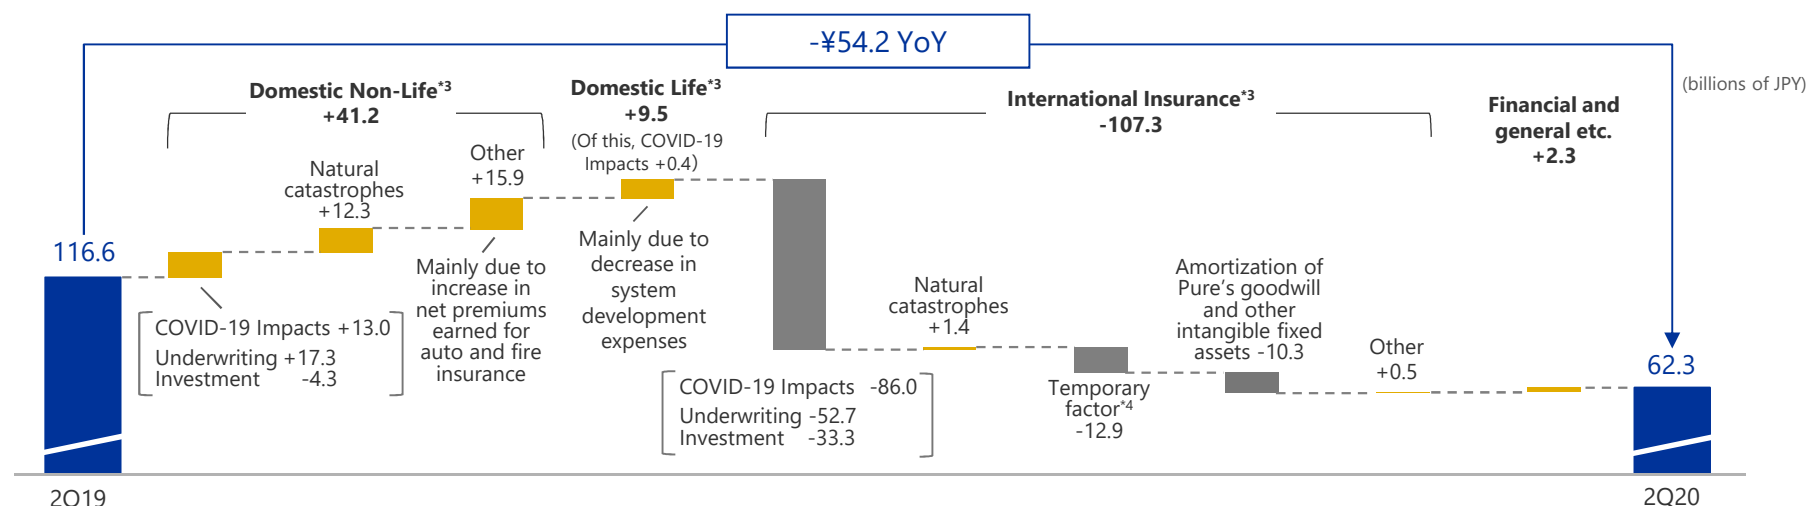 -¥54.2 YoY
(billions of JPY)
Domestic Non-Life*3
+41.2
Domestic Life*3
+9.5
(Of this, COVID-19
Impacts +0.4)
International Insurance*3
-107.3
Financial and
general etc.
+2.3
116.6
COVID-19 Impacts +13.0
Underwriting +17.3
Investment -4.3
Natural
catastrophes
+12.3
Other
+15.9
Mainly due to
increase in
net premiums
earned for
auto and fire
insurance
Mainly due to
decrease in
system
development
expenses
COVID-19 Impacts -86.0
Underwriting -52.7
Investment -33.3
Natural
catastrophes
+1.4
Temporary
factor*4
-12.9
Amortization of
Pure's goodwill
and other
intangible fixed
assets -10.3
Other
+0.5
62.3
2Q19
2Q20